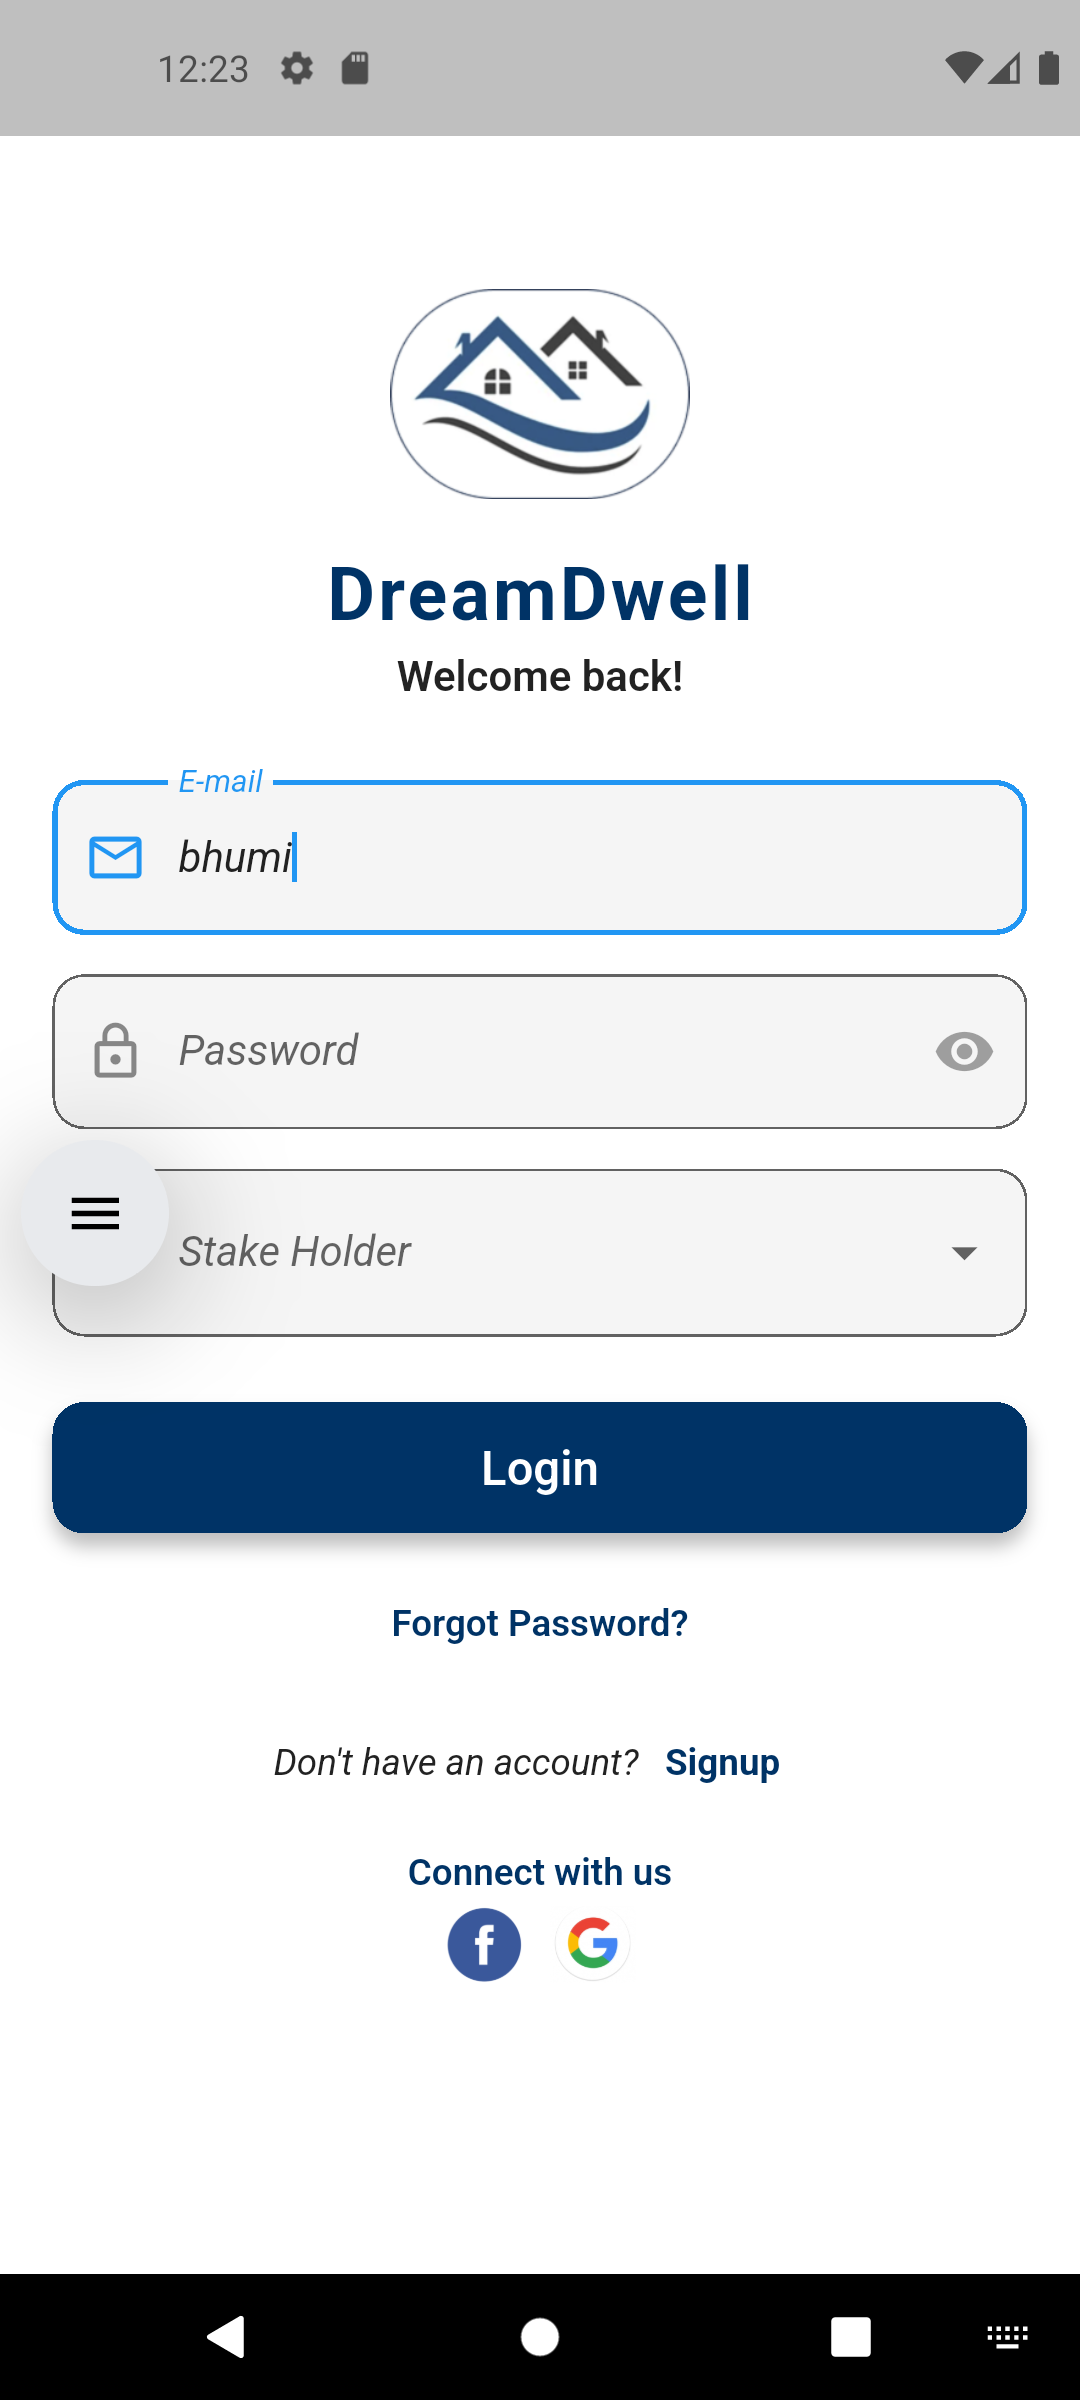 12:23
DreamDwell
Welcome back!
E-mail
bhumi
Password
Stake Holder
Login
Forgot Password?
Don't have an account? Signup
Connect with us